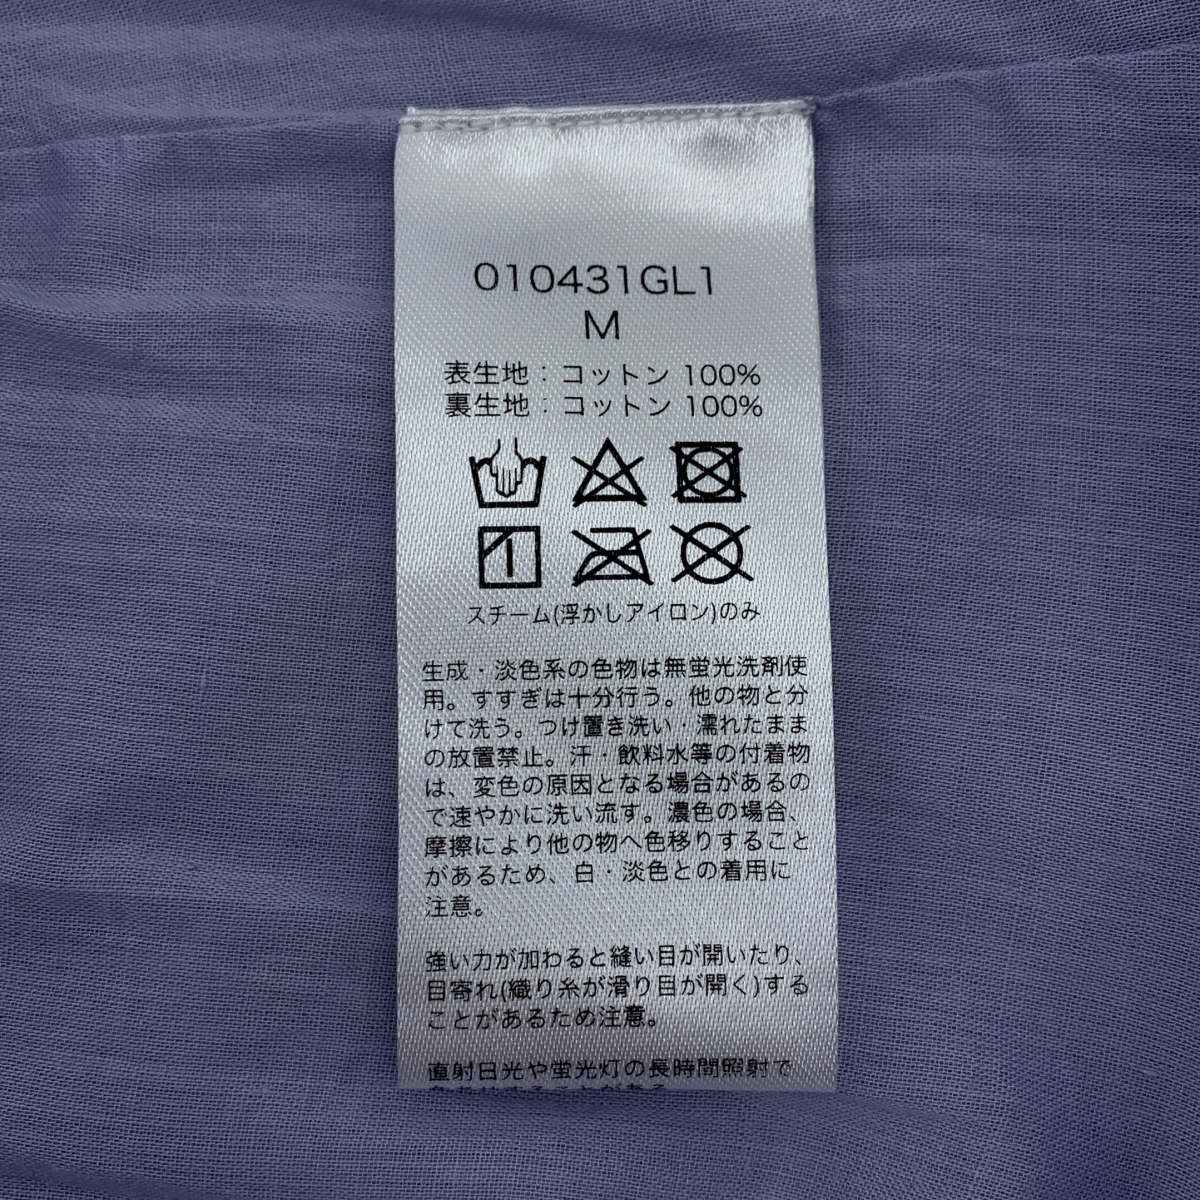 010431GL1
M
表生地：コットン 100%
裏生地：コットン 100%
スチーム(浮かしアイロン)のみ
生成・淡色系の色物は無蛍光洗剤使
用。すすぎは十分行う。他の物と分
けて洗う。つけ置き洗い・濡れたまま
の放置禁止。汗・飲料水等の付着物
は、変色の原因となる場合があるの
で速やかに洗い流す。濃色の場合、
摩擦により他の物へ色移りすること
があるため、白・淡色との着用に
注意。
強い力が加わると縫い目が開いたり、
目寄れ(織り糸が滑り目が開く)する
ことがあるため注意。
直射日光や蛍光灯の長時間照射で